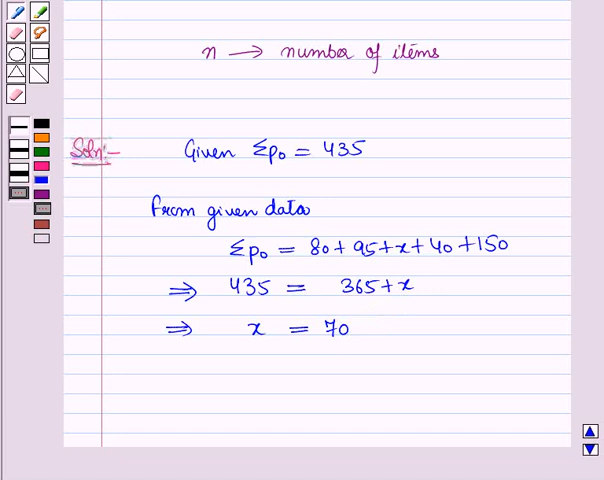 n → number of items
Soln:- Given Σp₀ = 435
From given data
Σp₀ = 80 + 95 + x + 40 + 150
⇒ 435 = 365 + x
⇒ x = 70